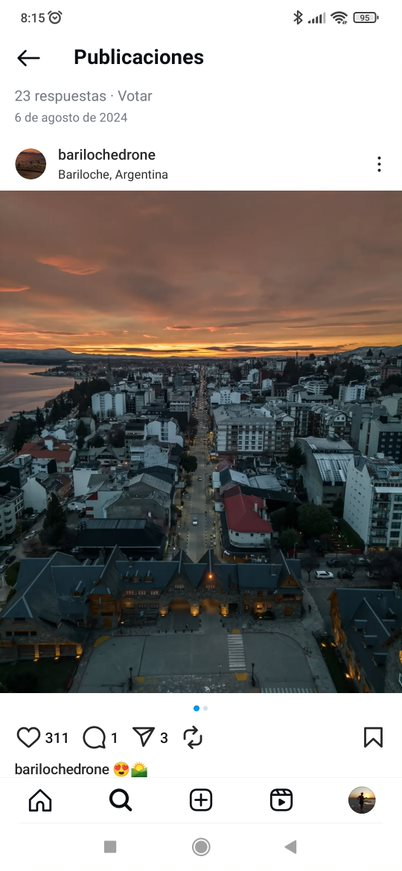 8:15 95
Publicaciones
23 respuestas · Votar
6 de agosto de 2024
barilochedrone
Bariloche, Argentina
311 1 3
barilochedrone 😍🌄